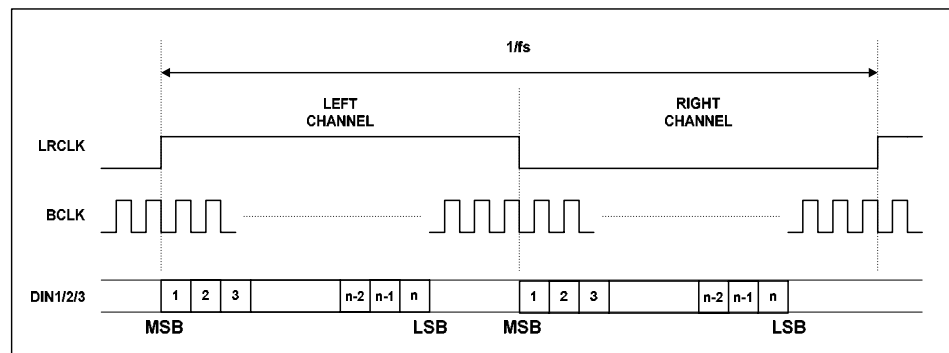 1/fs
LEFT
CHANNEL
RIGHT
CHANNEL
LRCLK
BCLK
DIN1/2/3
1 2 3 n-2 n-1 n 1 2 3 n-2 n-1 n
MSB LSB MSB LSB